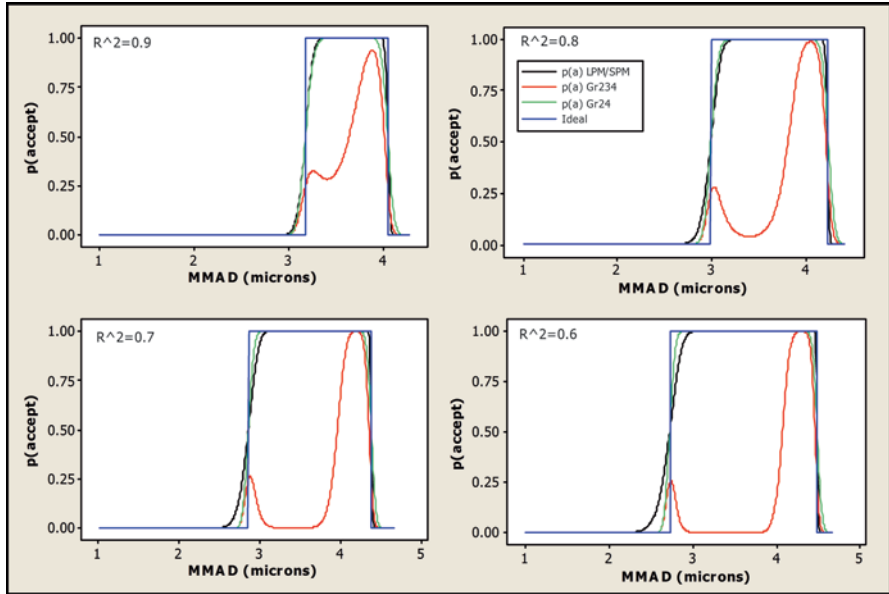 R^2=0.9
1.00
0.75
0.50
0.25
0.00
p(accept)
1 2 3 4
MMAD (microns)
R^2=0.8
p(a) LPM/SPM
p(a) Gr234
p(a) Gr24
Ideal
1.00
0.75
0.50
0.25
0.00
p(accept)
1 2 3 4
MMAD (microns)
R^2=0.7
1.00
0.75
0.50
0.25
0.00
p(accept)
1 2 3 4 5
MMAD (microns)
R^2=0.6
1.00
0.75
0.50
0.25
0.00
p(accept)
1 2 3 4 5
MMAD (microns)